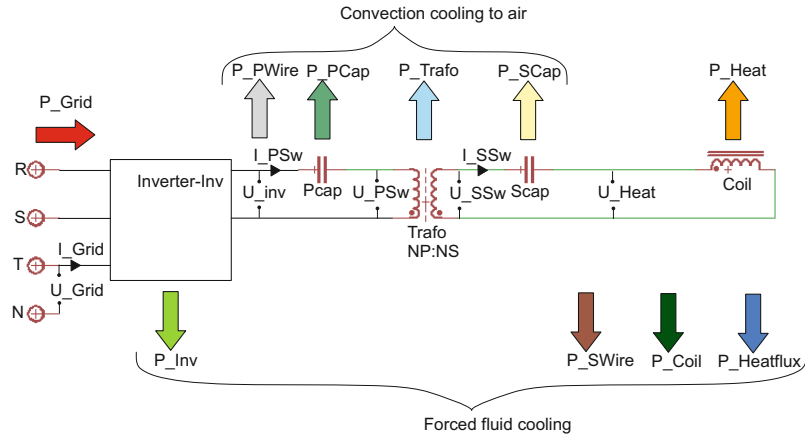 Convection cooling to air
P_PWire P_PCap P_Trafo P_SCap P_Heat
P_Grid
R
I_PSw I_SSw
Inverter-Inv
Pcap Scap Coil
U_inv U_PSw U_SSw U_Heat
S
Trafo
NP:NS
I_Grid
T
U_Grid
N
P_Inv P_SWire P_Coil P_Heatflux
Forced fluid cooling